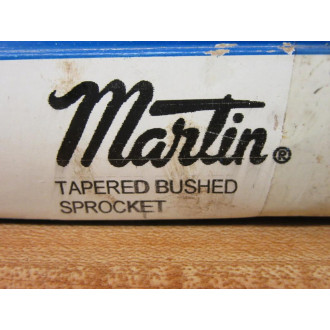 Martin®
TAPERED BUSHED
SPROCKET